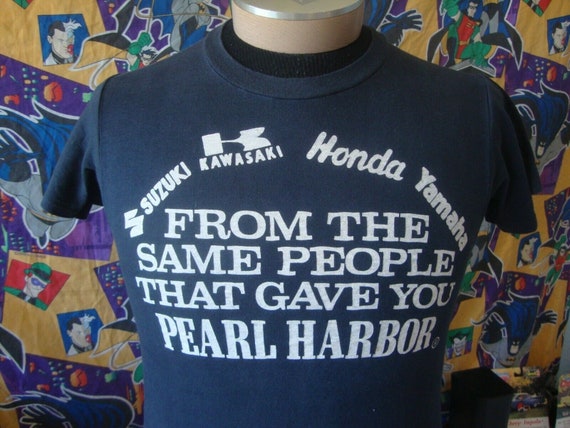 SUZUKI
KAWASAKI
Honda
Yamaha
FROM THE
SAME PEOPLE
THAT GAVE YOU
PEARL HARBOR